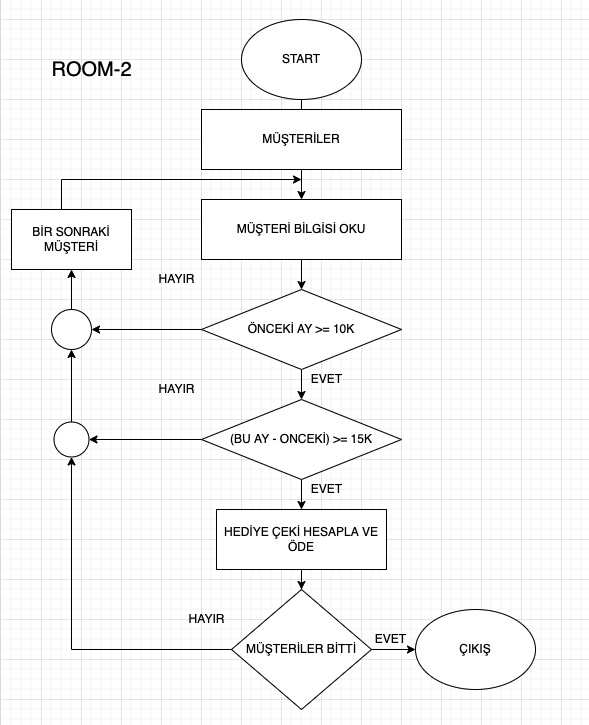 START
ROOM-2
MÜŞTERİLER
BİR SONRAKİ
MÜŞTERİ
MÜŞTERİ BİLGİSİ OKU
HAYIR
ÖNCEKİ AY >= 10K
EVET
HAYIR
(BU AY - ONCEKİ) >= 15K
EVET
HEDİYE ÇEKİ HESAPLA VE
ÖDE
HAYIR
MÜŞTERİLER BİTTİ
EVET
ÇIKIŞ